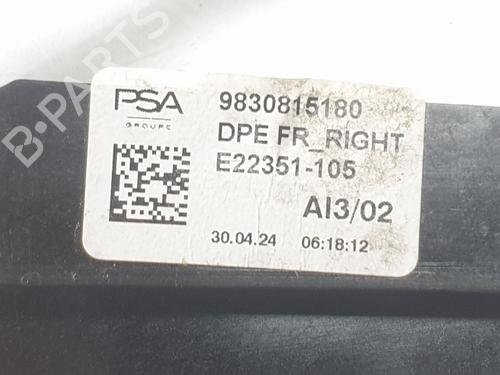 B-PARTS
PSA
GROUPE
9830815180
DPE FR_RIGHT
E22351-105
AI3/02
30.04.24 06:18:12